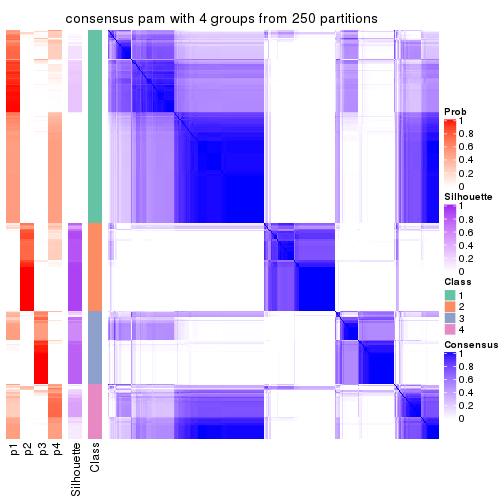 consensus pam with 4 groups from 250 partitions
Prob
1
0.8
0.6
0.4
0.2
0
Silhouette
1
0.8
0.6
0.4
0.2
0
Class
1
2
3
4
Consensus
1
0.8
0.6
0.4
0.2
0
p1
p2
p3
p4
Silhouette
Class